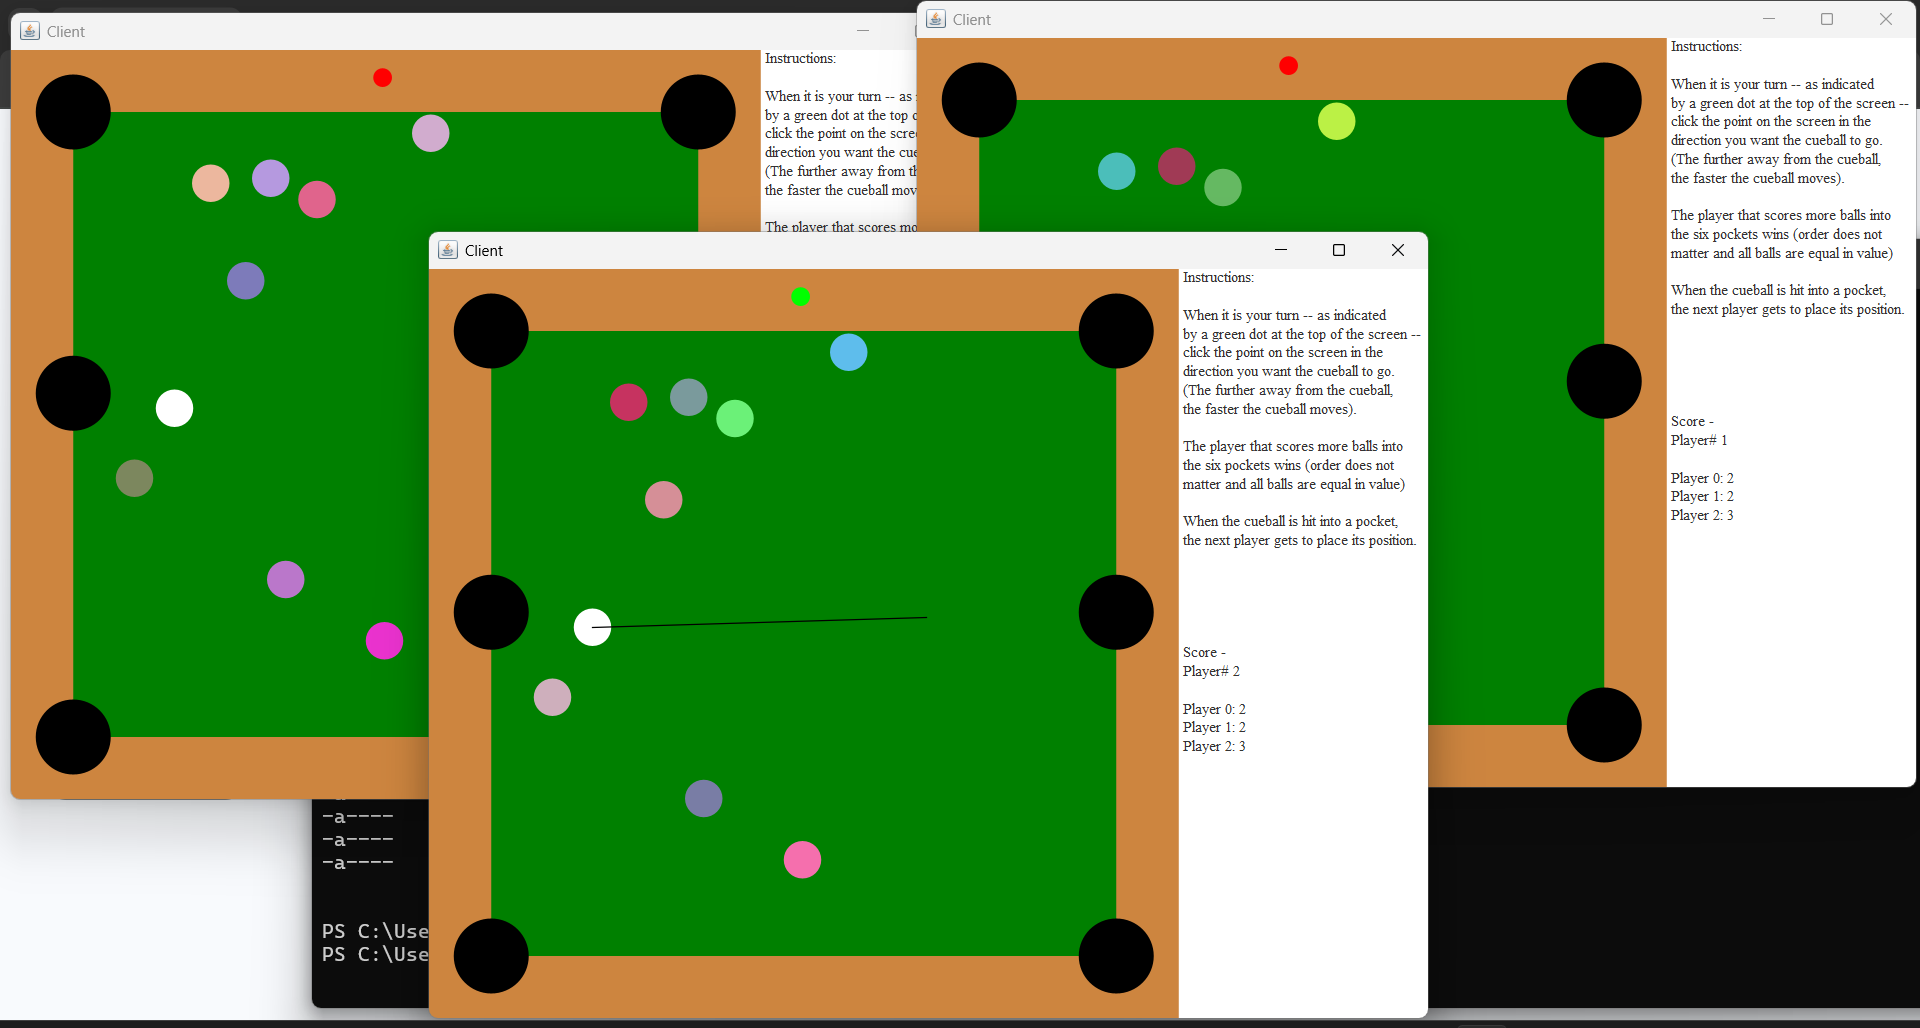 Client
Instructions:
When it is your turn -- as
by a green dot at the top
click the point on the
direction you want the
(The further away from
the faster the cueball
The player that scores
Client
Instructions:
When it is your turn -- as indicated
by a green dot at the top of the screen --
click the point on the screen in the
direction you want the cueball to go.
(The further away from the cueball,
the faster the cueball moves).
The player that scores more balls into
the six pockets wins (order does not
matter and all balls are equal in value)
When the cueball is hit into a pocket,
the next player gets to place its position.
Score -
Player# 1
Player 0: 2
Player 1: 2
Player 2: 3
Client
Instructions:
When it is your turn -- as indicated
by a green dot at the top of the screen --
click the point on the screen in the
direction you want the cueball to go.
(The further away from the cueball,
the faster the cueball moves).
The player that scores more balls into
the six pockets wins (order does not
matter and all balls are equal in value)
When the cueball is hit into a pocket,
the next player gets to place its position.
Score -
Player# 2
Player 0: 2
Player 1: 2
Player 2: 3
-a----
-a----
-a----
PS C:\Use
PS C:\Use